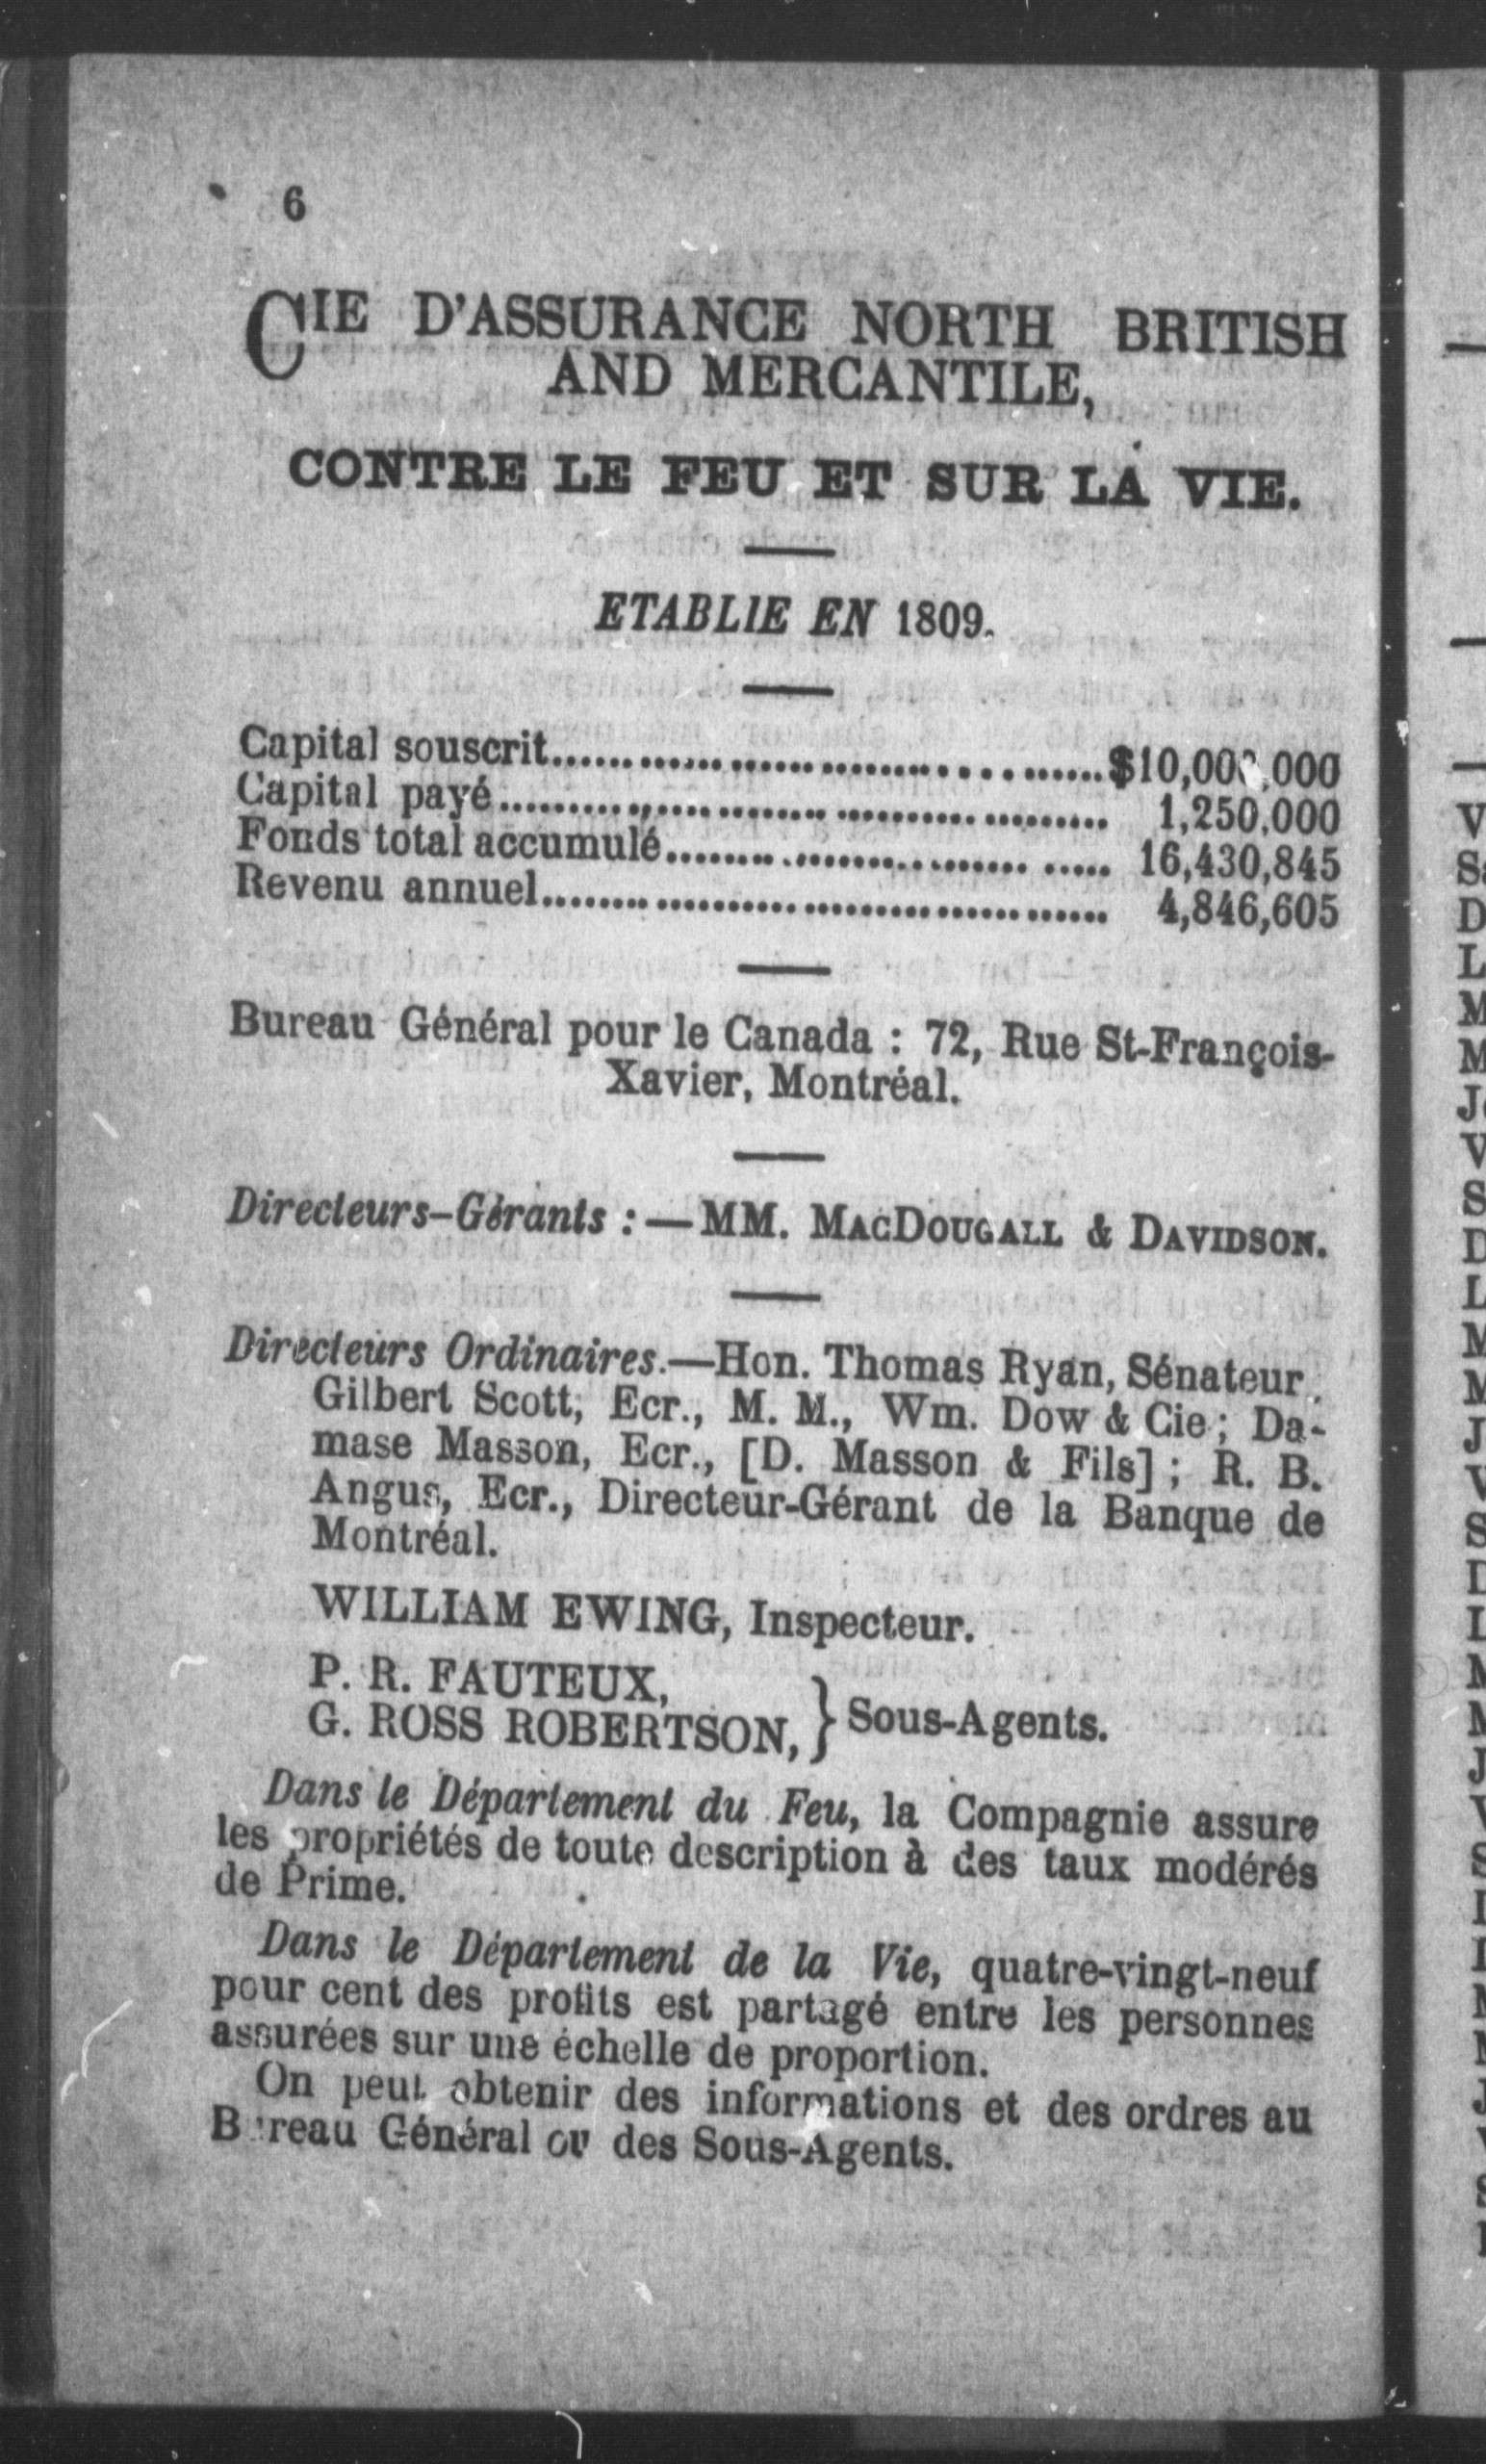 6
CIE D'ASSURANCE NORTH BRITISH
AND MERCANTILE,
CONTRE LE FEU ET SUR LA VIE.
ETABLIE EN 1809.
Capital souscrit........................................$10,000,000
Capital payé........................................ 1,250,000
Fonds total accumulé........................................ 16,430,845
Revenu annuel........................................ 4,846,605
Bureau Général pour le Canada : 72, Rue St-François-
Xavier, Montréal.
Directeurs-Gérants :—MM. MACDOUGALL & DAVIDSON.
Directeurs Ordinaires.—Hon. Thomas Ryan, Sénateur.
Gilbert Scott, Ecr., M. M., Wm. Dow & Cie ; Da-
mase Masson, Ecr., [D. Masson & Fils] ; R. B.
Angus, Ecr., Directeur-Gérant de la Banque de
Montréal.
WILLIAM EWING, Inspecteur.
P. R. FAUTEUX,
G. ROSS ROBERTSON, } Sous-Agents.
Dans le Département du Feu, la Compagnie assure
les propriétés de toute description à des taux modérés
de Prime.
Dans le Département de la Vie, quatre-vingt-neuf
pour cent des profits est partagé entre les personnes
assurées sur une échelle de proportion.
On peut obtenir des informations et des ordres au
Bureau Général ou des Sous-Agents.